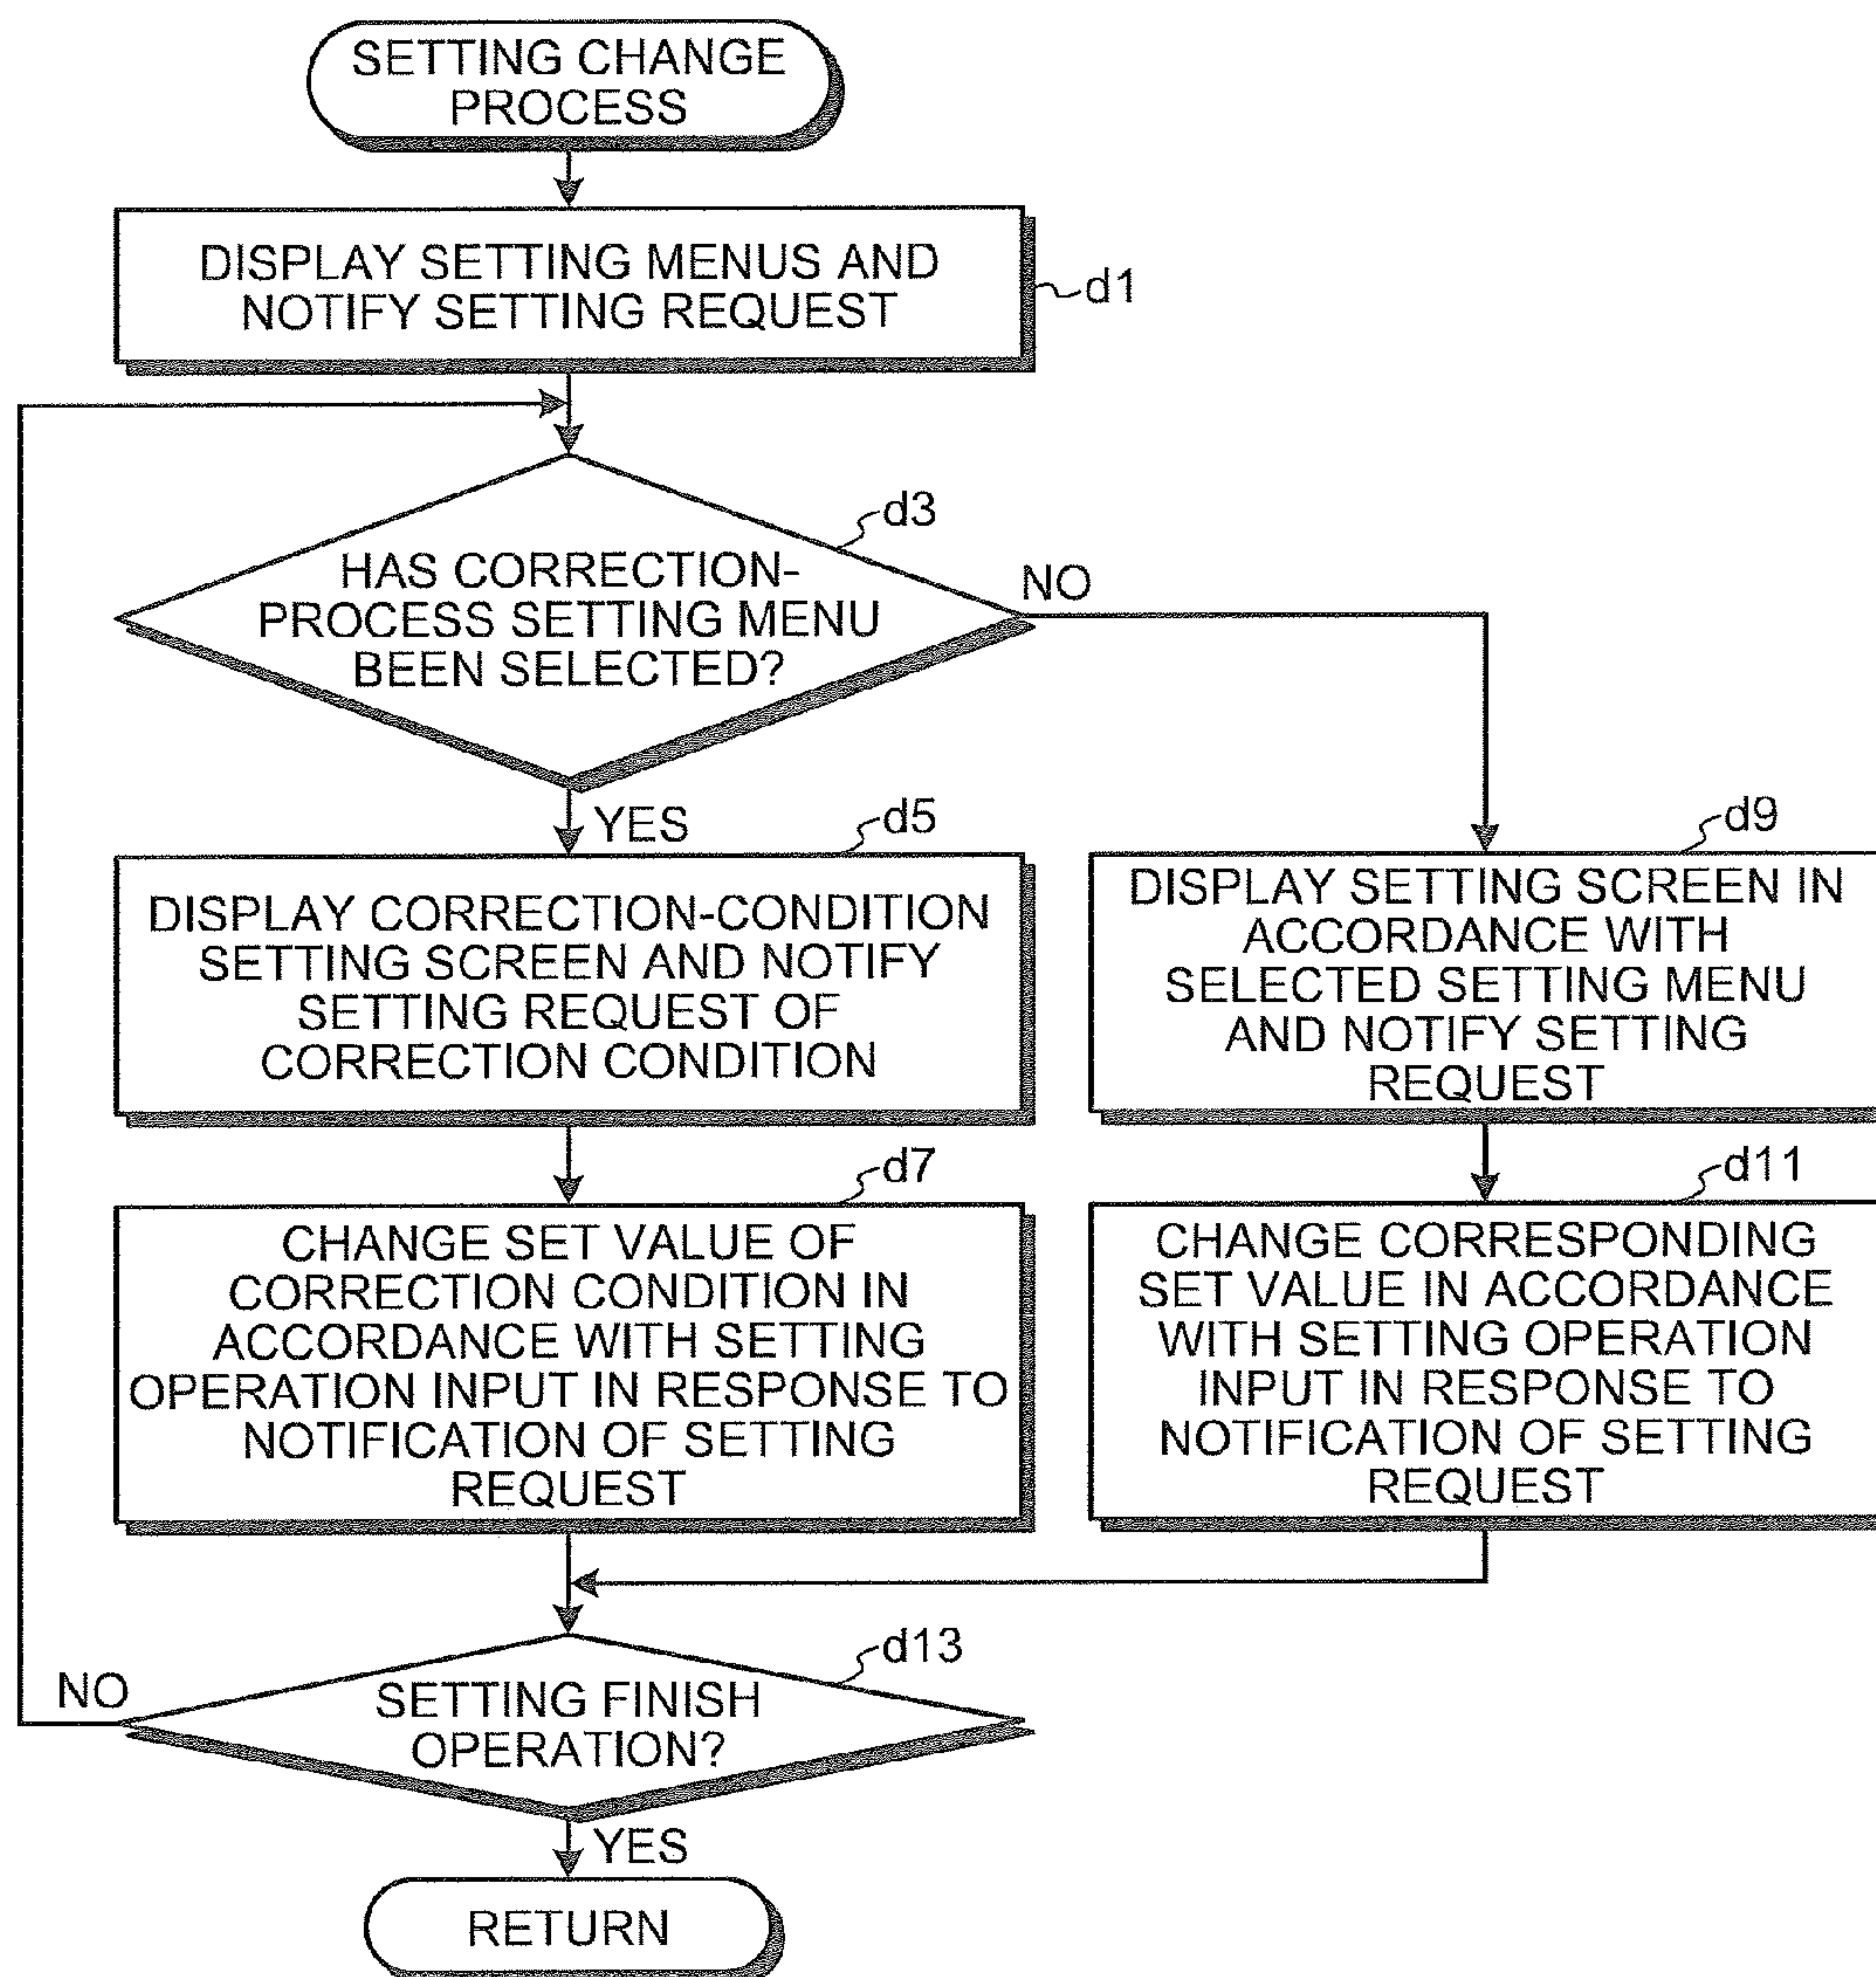 SETTING CHANGE
PROCESS
DISPLAY SETTING MENUS AND
NOTIFY SETTING REQUEST
d1
d3
HAS CORRECTION-
PROCESS SETTING MENU
BEEN SELECTED?
NO
YES
d5
DISPLAY CORRECTION-CONDITION
SETTING SCREEN AND NOTIFY
SETTING REQUEST OF
CORRECTION CONDITION
d9
DISPLAY SETTING SCREEN IN
ACCORDANCE WITH
SELECTED SETTING MENU
AND NOTIFY SETTING
REQUEST
d7
CHANGE SET VALUE OF
CORRECTION CONDITION IN
ACCORDANCE WITH SETTING
OPERATION INPUT IN RESPONSE TO
NOTIFICATION OF SETTING
REQUEST
d11
CHANGE CORRESPONDING
SET VALUE IN ACCORDANCE
WITH SETTING OPERATION
INPUT IN RESPONSE TO
NOTIFICATION OF SETTING
REQUEST
d13
NO
SETTING FINISH
OPERATION?
YES
RETURN